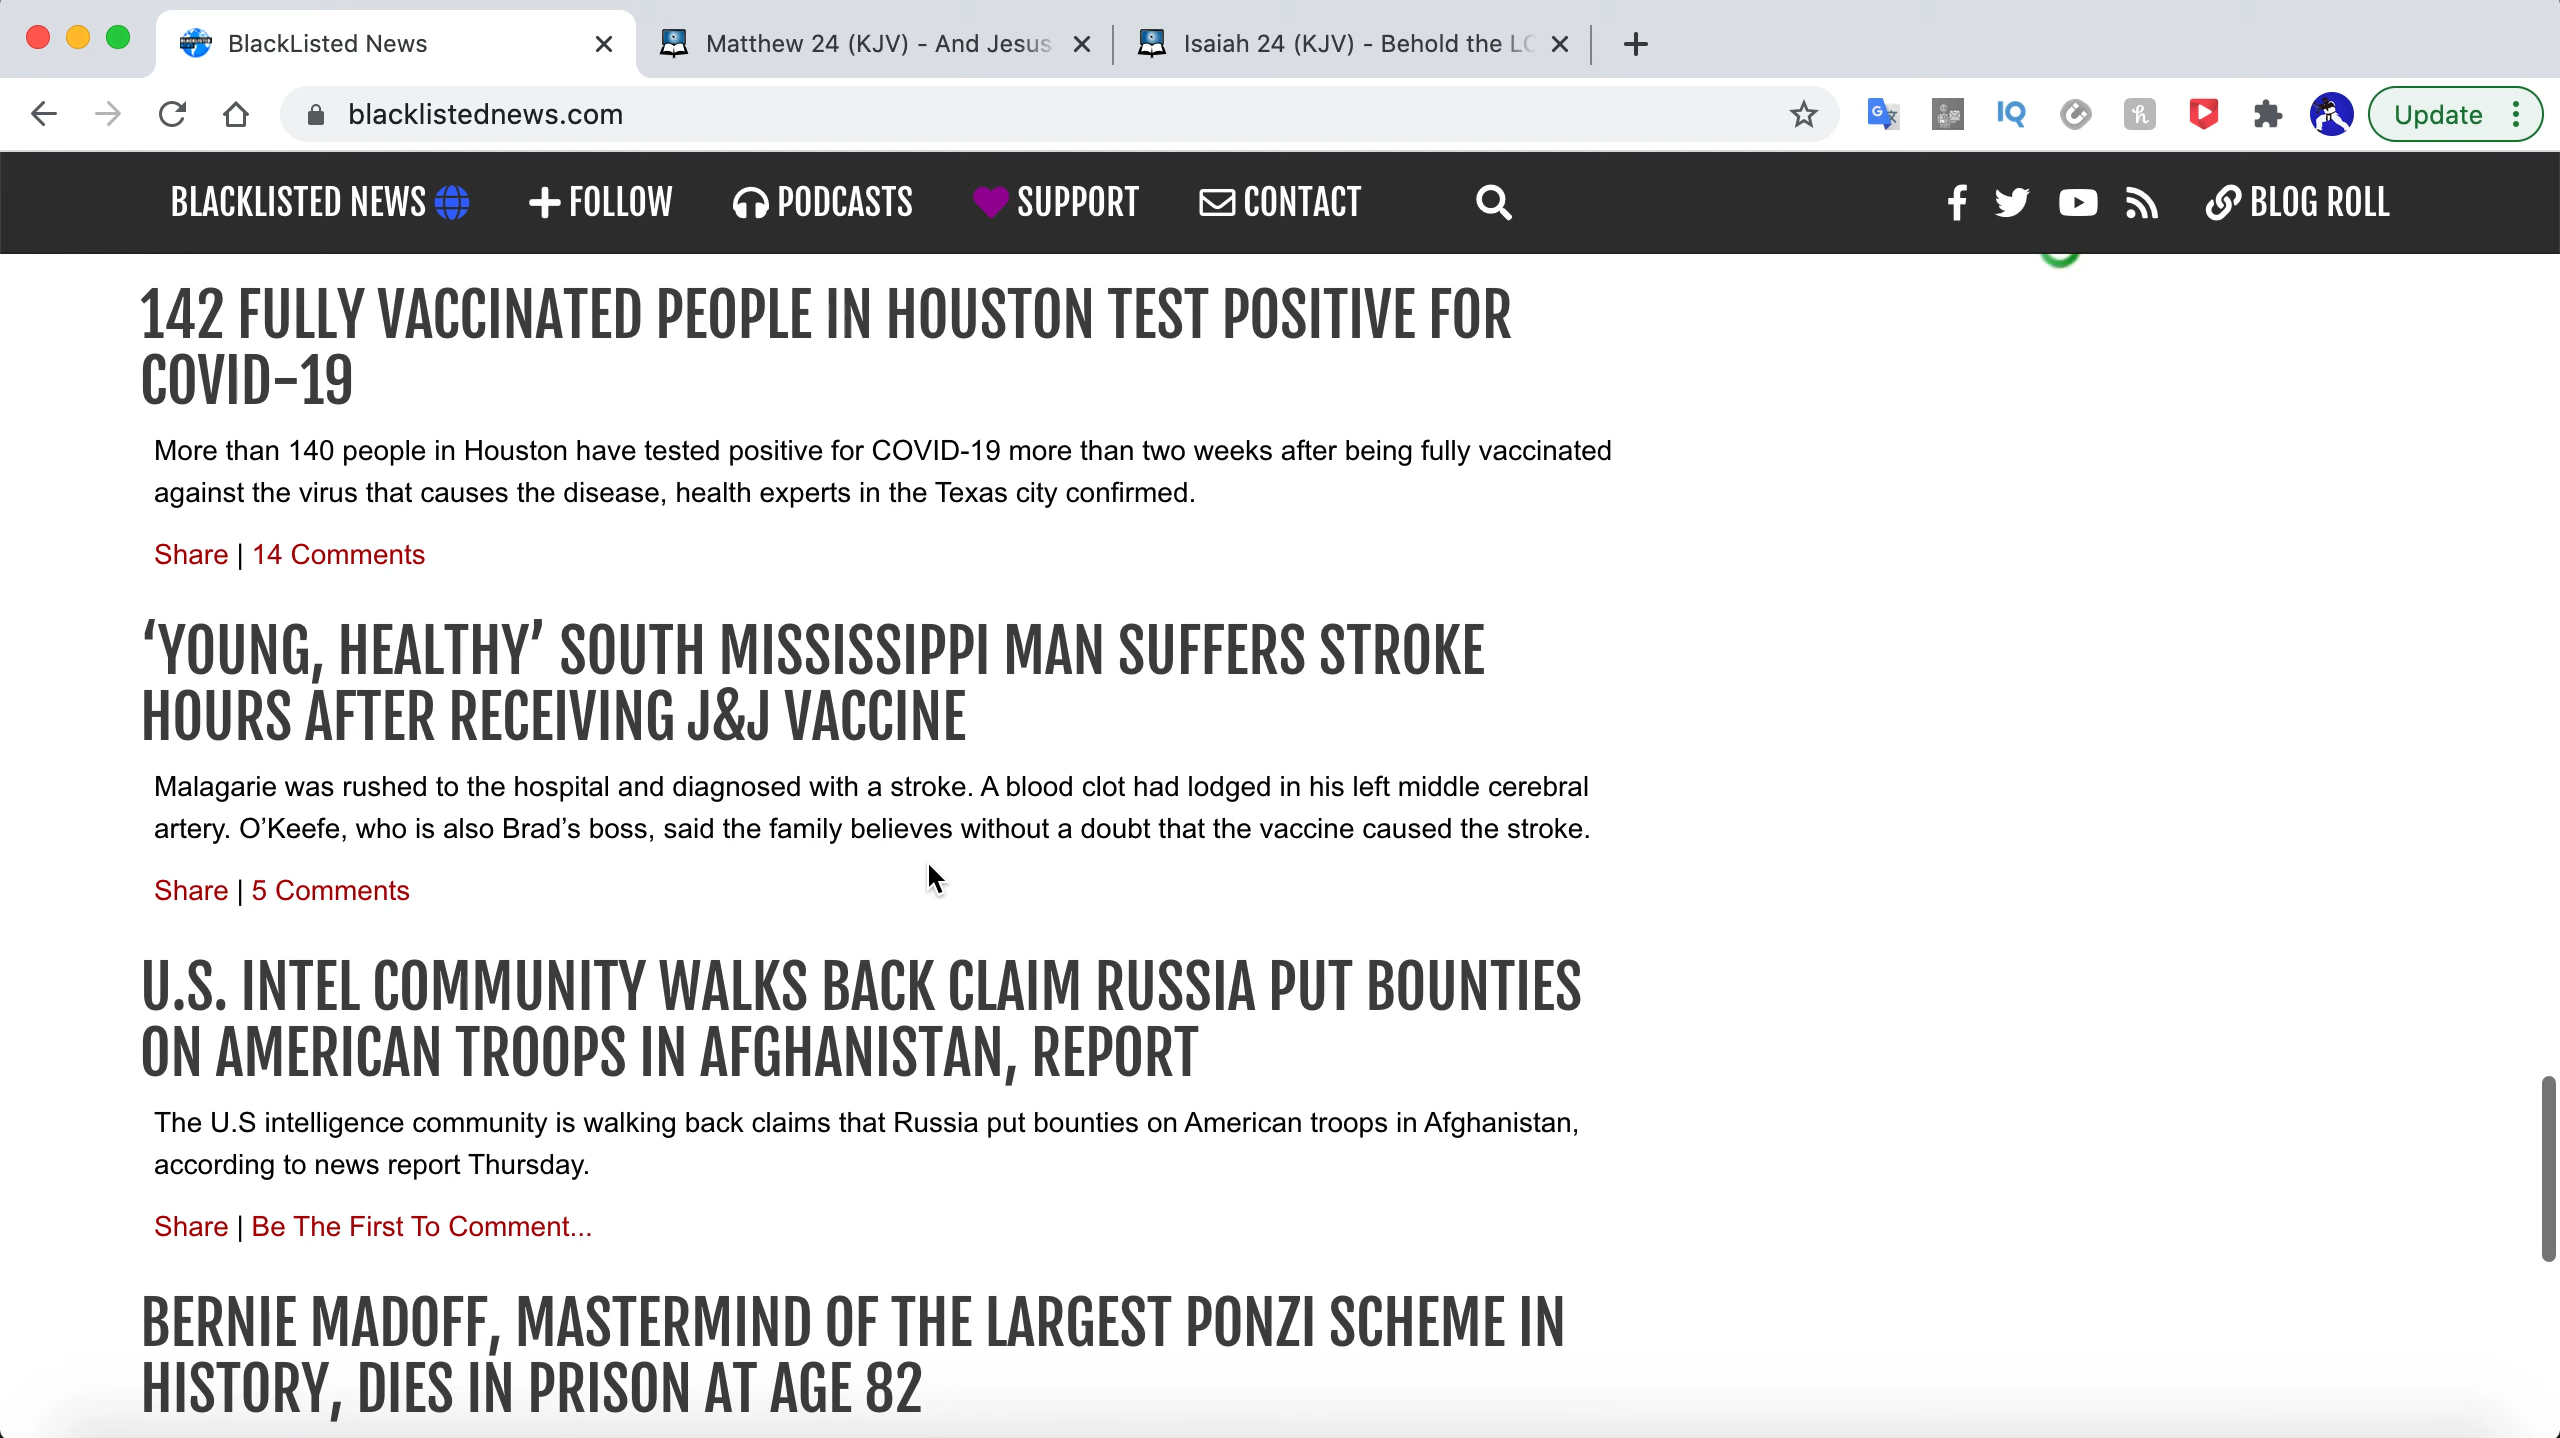 BlackListed News
Matthew 24 (KJV) - And Jesus
Isaiah 24 (KJV) - Behold the LO
blacklistednews.com
Update
BLACKLISTED NEWS FOLLOW PODCASTS SUPPORT CONTACT BLOG ROLL
142 FULLY VACCINATED PEOPLE IN HOUSTON TEST POSITIVE FOR
COVID-19
More than 140 people in Houston have tested positive for COVID-19 more than two weeks after being fully vaccinated
against the virus that causes the disease, health experts in the Texas city confirmed.
Share | 14 Comments
‘YOUNG, HEALTHY’ SOUTH MISSISSIPPI MAN SUFFERS STROKE
HOURS AFTER RECEIVING J&J VACCINE
Malagarie was rushed to the hospital and diagnosed with a stroke. A blood clot had lodged in his left middle cerebral
artery. O’Keefe, who is also Brad’s boss, said the family believes without a doubt that the vaccine caused the stroke.
Share | 5 Comments
U.S. INTEL COMMUNITY WALKS BACK CLAIM RUSSIA PUT BOUNTIES
ON AMERICAN TROOPS IN AFGHANISTAN, REPORT
The U.S intelligence community is walking back claims that Russia put bounties on American troops in Afghanistan,
according to news report Thursday.
Share | Be The First To Comment...
BERNIE MADOFF, MASTERMIND OF THE LARGEST PONZI SCHEME IN
HISTORY, DIES IN PRISON AT AGE 82